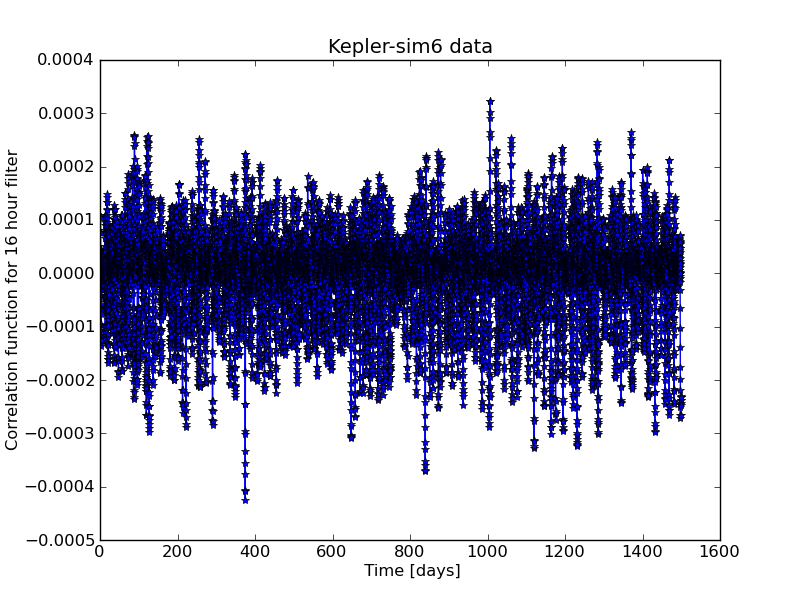 Kepler-sim6 data
Correlation function for 16 hour filter
0.0004
0.0003
0.0002
0.0001
0.0000
−0.0001
−0.0002
−0.0003
−0.0004
−0.0005
0 200 400 600 800 1000 1200 1400 1600
Time [days]